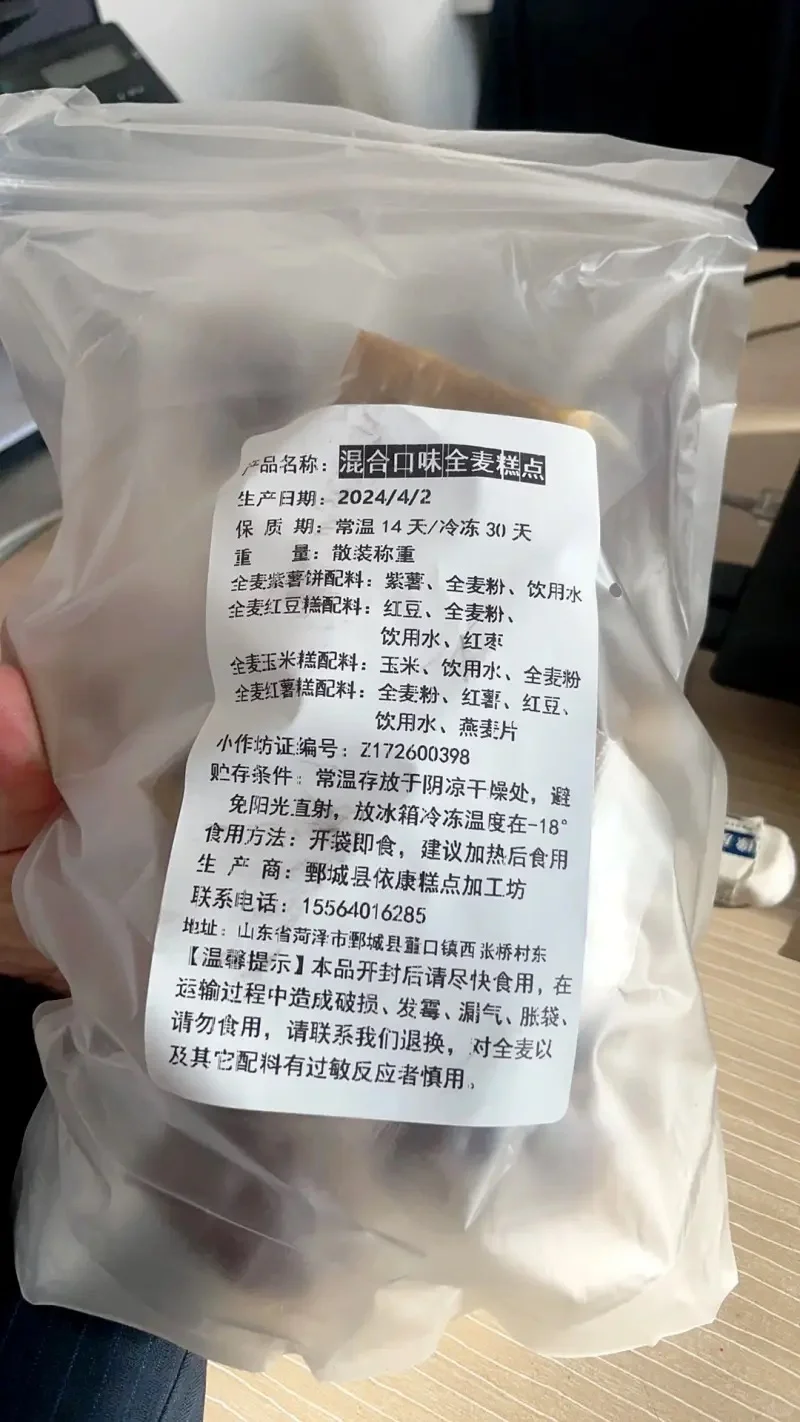 产品名称：混合口味全麦糕点
生产日期：2024/4/2
保 质 期：常温 14 天/冷冻 30 天
重 量：散装称重
全麦紫薯饼配料：紫薯、全麦粉、饮用水
全麦红豆糕配料：红豆、全麦粉、
饮用水、红枣
全麦玉米糕配料：玉米、饮用水、全麦粉
全麦红薯糕配料：全麦粉、红薯、红豆、
饮用水、燕麦片
小作坊证编号：Z172600398
贮存条件：常温存放于阴凉干燥处，避
免阳光直射，放冰箱冷冻温度在-18°
食用方法：开袋即食，建议加热后食用
生 产 商：鄄城县依康糕点加工坊
联系电话：15564016285
地址：山东省菏泽市鄄城县董口镇西张桥村东
【温馨提示】本品开封后请尽快食用，在
运输过程中造成破损、发霉、漏气、胀袋、
请勿食用，请联系我们退换，对全麦以
及其它配料有过敏反应者慎用。